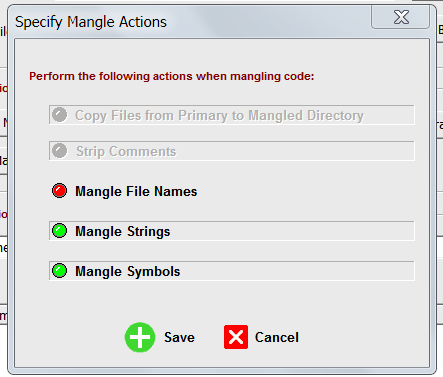 Specify Mangle Actions
Perform the following actions when mangling code:
Copy Files from Primary to Mangled Directory
Strip Comments
Mangle File Names
Mangle Strings
Mangle Symbols
Save Cancel